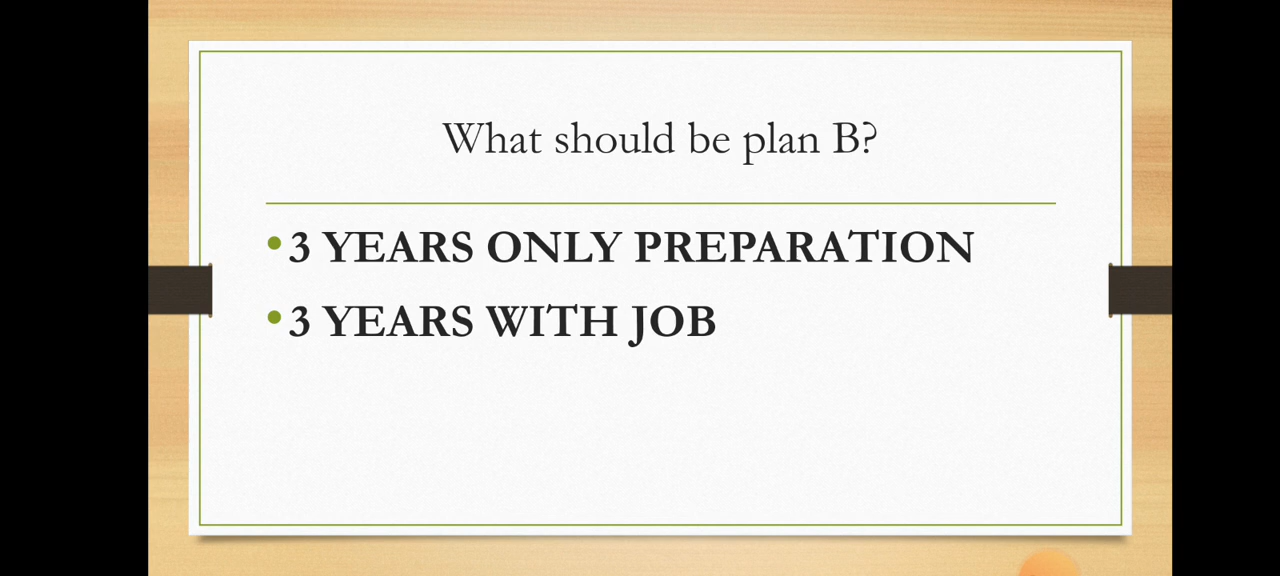 What should be plan B?
• 3 YEARS ONLY PREPARATION
• 3 YEARS WITH JOB